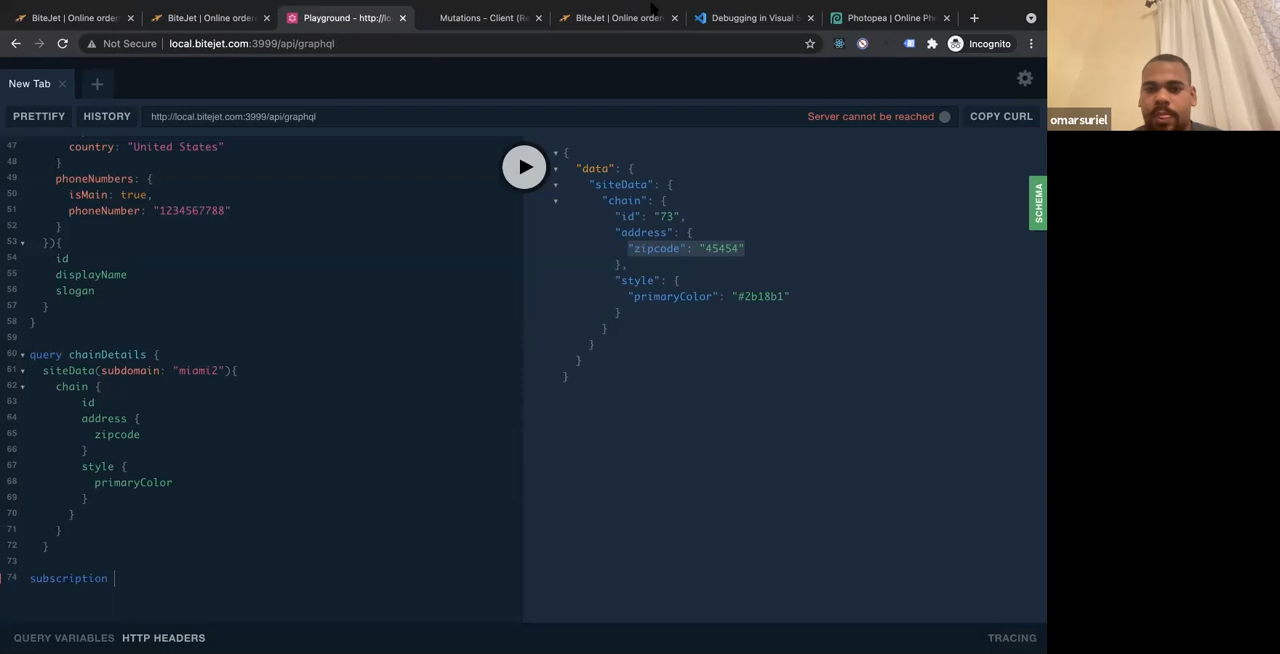 BiteJet | Online order
BiteJet | Online order
Playground - http://lo
Mutations - Client (Re
BiteJet | Online order
Debugging in Visual S
Photopea | Online Pho
Not Secure
local.bitejet.com:3999/api/graphql
Incognito
New Tab
PRETTIFY
HISTORY
http://local.bitejet.com:3999/api/graphql
Server cannot be reached
COPY CURL
omarsuriel
47 country: "United States"
48 }
49 phoneNumbers: {
50 isMain: true,
51 phoneNumber: "1234567788"
52 }
53 }){
54 id
55 displayName
56 slogan
57 }
58 }
59
60 query chainDetails {
61 siteData(subdomain: "miami2"){
62 chain {
63 id
64 address {
65 zipcode
66 }
67 style {
68 primaryColor
69 }
70 }
71 }
72 }
73
74 subscription
{
"data": {
"siteData": {
"chain": {
"id": "73",
"address": {
"zipcode": "45454"
},
"style": {
"primaryColor": "#2b18b1"
}
}
}
}
}
SCHEMA
QUERY VARIABLES
HTTP HEADERS
TRACING